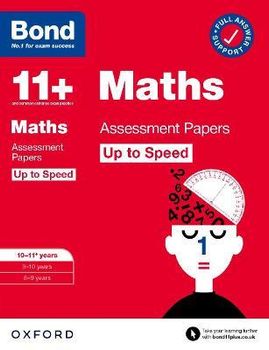 Bond
No.1 for exam success
11+
Maths
Assessment
Papers
Up to Speed
10–11+ years
9–10 years
8–9 years
OXFORD
FULL ANSWER
SUPPORT
Maths
Assessment Papers
Up to Speed
1
Take your learning further
with bond11plus.co.uk